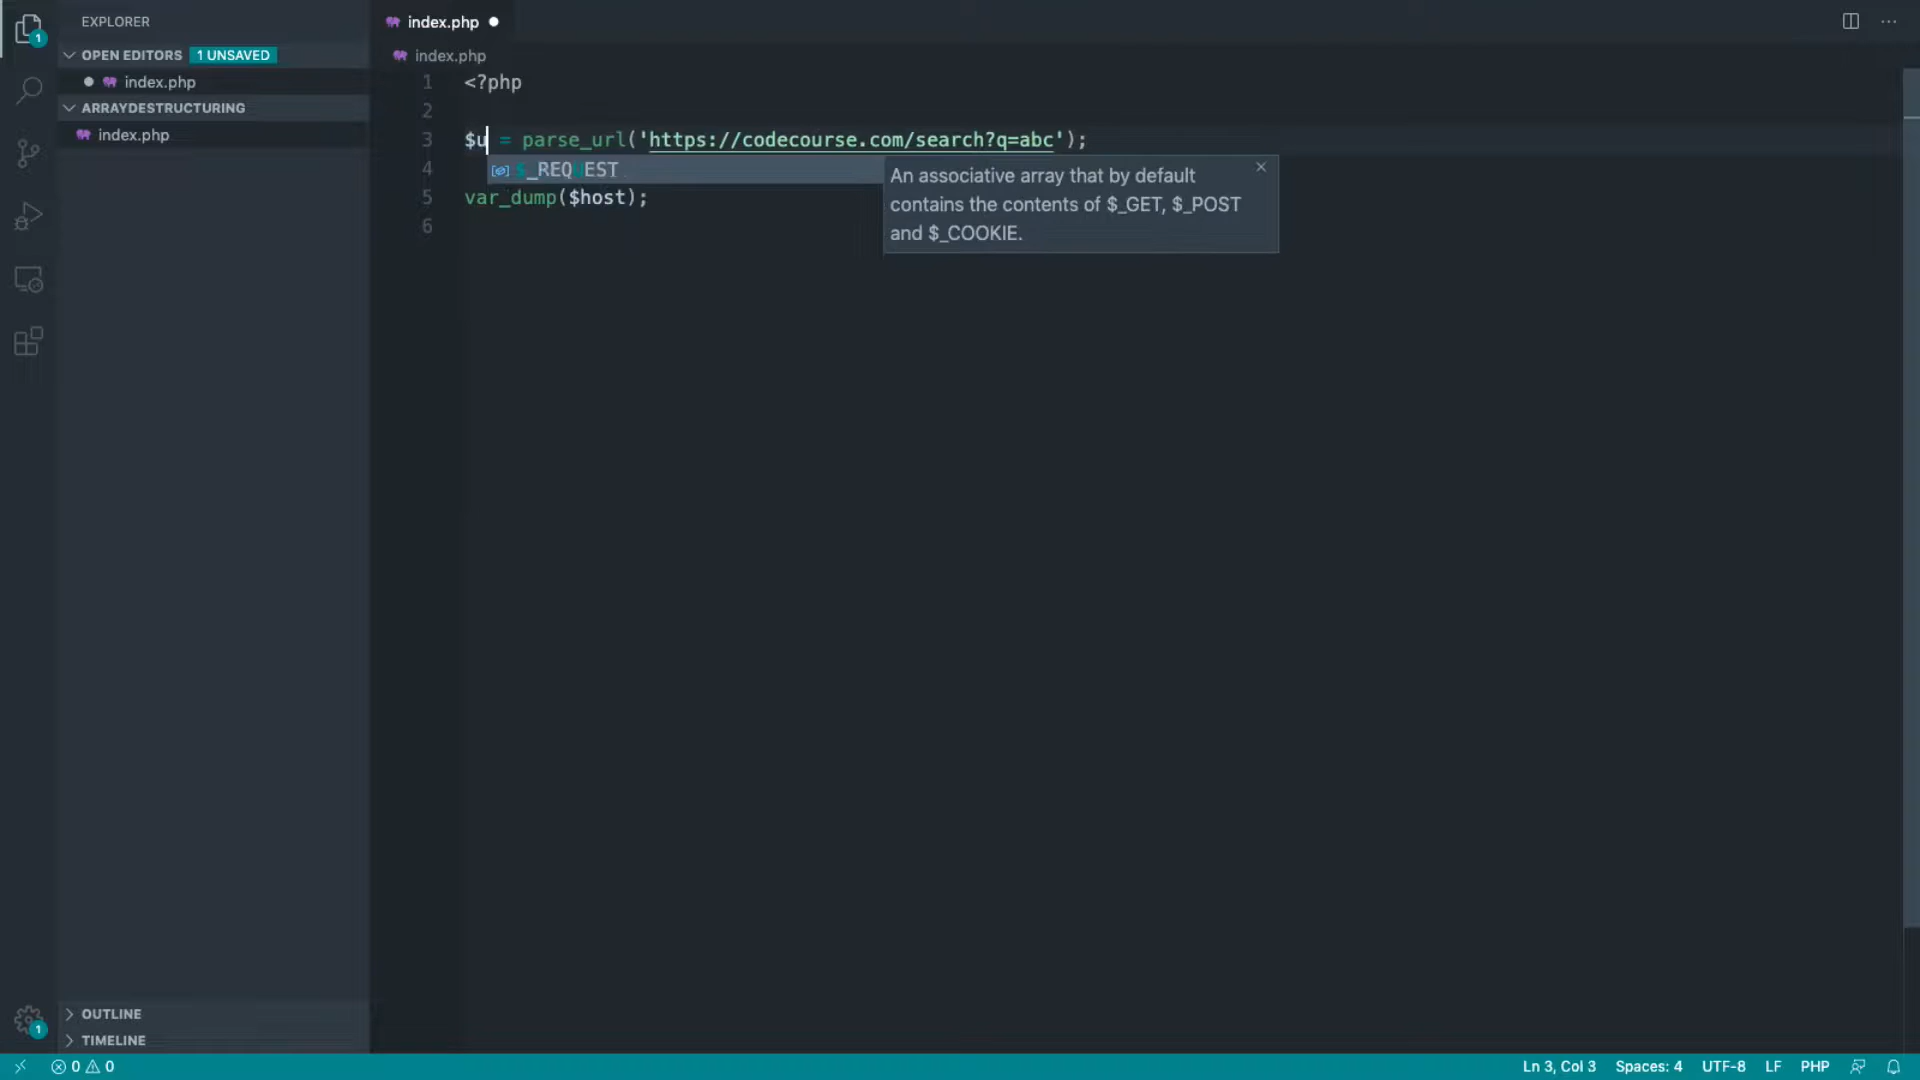 EXPLORER
OPEN EDITORS 1 UNSAVED
index.php
ARRAYDESTRUCTURING
index.php
1
index.php
index.php
1 <?php
2
3 $u = parse_url('https://codecourse.com/search?q=abc');
4 $_REQUEST
5 var_dump($host);
6
An associative array that by default
contains the contents of $_GET, $_POST
and $_COOKIE.
OUTLINE
TIMELINE
1
0 0
Ln 3, Col 3 Spaces: 4 UTF-8 LF PHP